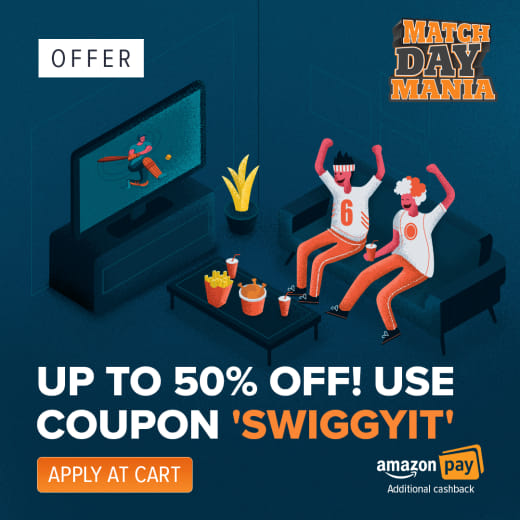 OFFER
MATCH
DAY
MANIA
6
UP TO 50% OFF! USE
COUPON 'SWIGGYIT'
APPLY AT CART
amazon pay
Additional cashback